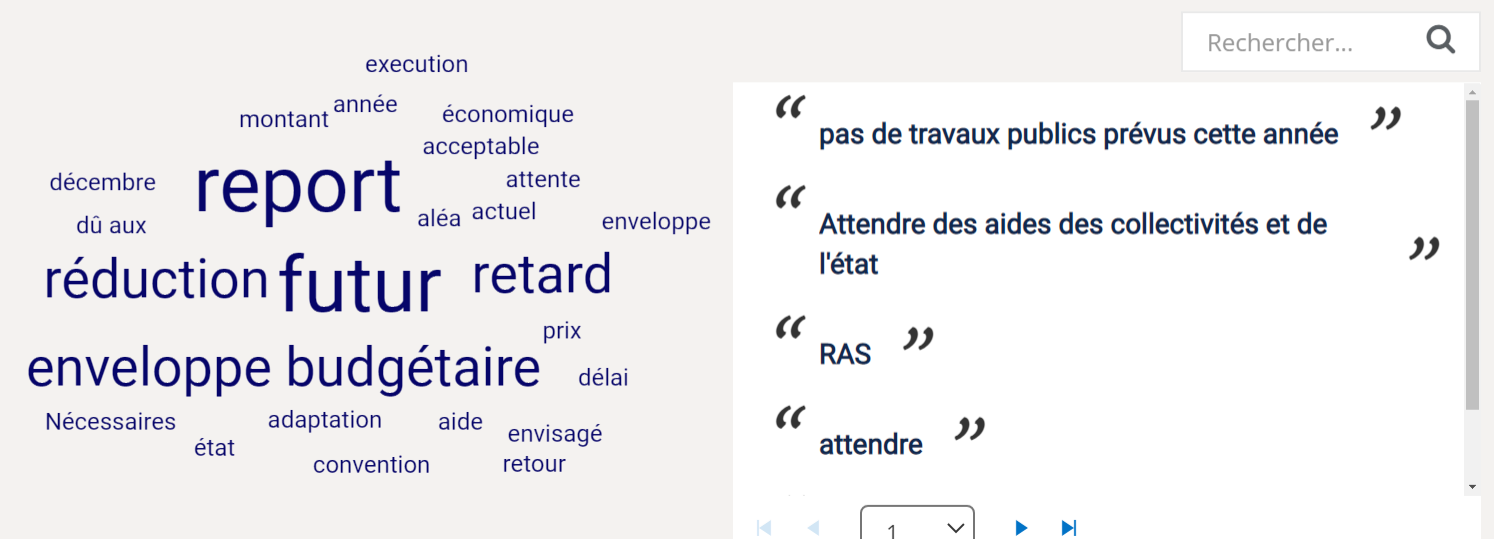 execution
montant
année
économique
acceptable
décembre
report
attente
dû aux
aléa
actuel
enveloppe
réduction
futur
retard
prix
enveloppe budgétaire
délai
Nécessaires
adaptation
aide
envisagé
état
convention
retour
Rechercher...
“ pas de travaux publics prévus cette année ”
“ Attendre des aides des collectivités et de
l'état ”
“ RAS ”
“ attendre ”
1